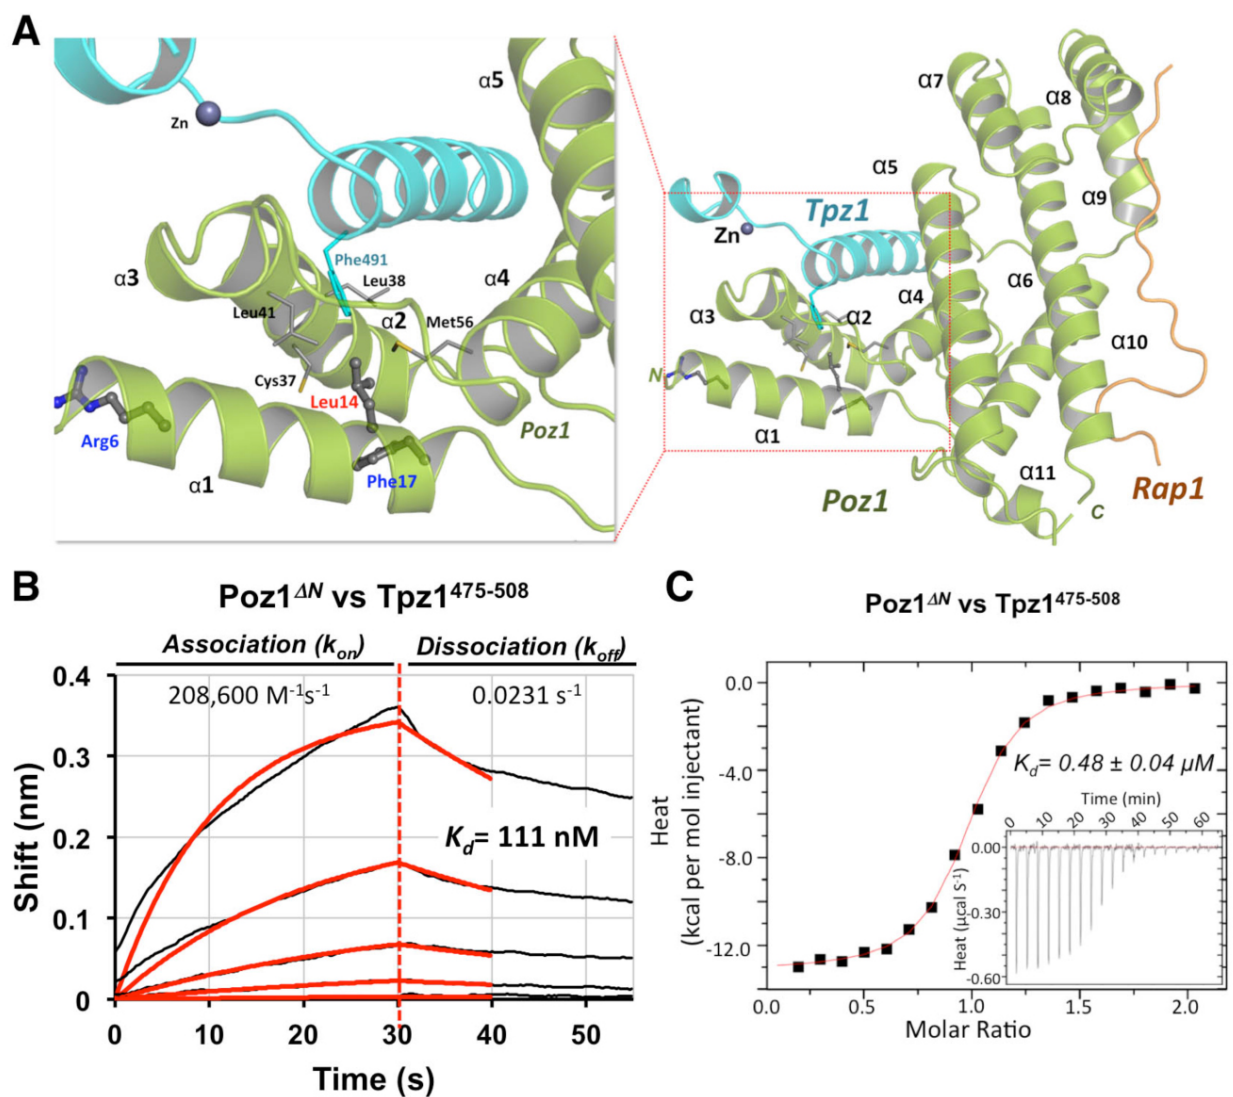 A
α5
Zn
Phe491
α3
Leu38
α4
Leu41
α2
Met56
Cys37
Leu14
Poz1
Arg6
α1
Phe17
α7
α8
α5
Tpz1
α9
Zn
α4
α6
α3
α2
α10
N
α1
α11
Poz1
Rap1
C
B
Poz1ΔN vs Tpz1475-508
Association (kon)
Dissociation (koff)
208,600 M-1s-1
0.0231 s-1
Kd= 111 nM
0.4
0.3
0.2
0.1
0
Shift (nm)
0 10 20 30 40 50
Time (s)
C
Poz1ΔN vs Tpz1475-508
0.0
-4.0
-8.0
-12.0
Heat
(kcal per mol injectant)
Kd= 0.48 ± 0.04 µM
Time (min)
0 10 20 30 40 50 60
0.00
-0.30
-0.60
Heat (µcal S-1)
0.0 0.5 1.0 1.5 2.0
Molar Ratio